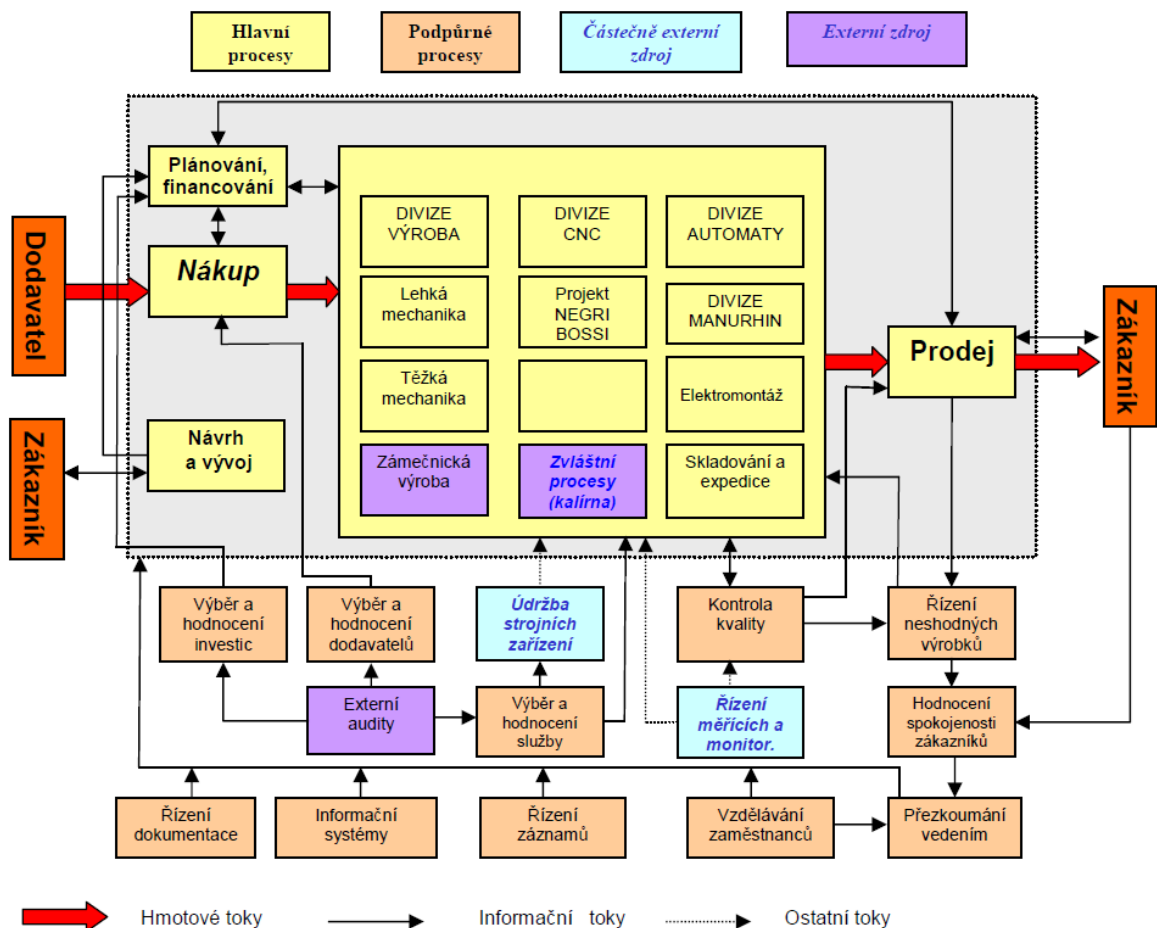 Hlavní
procesy
Podpůrné
procesy
Částečně externí
zdroj
Externí zdroj
Plánování,
financování
Dodavatel
Nákup
DIVIZE
VÝROBA
DIVIZE
CNC
DIVIZE
AUTOMATY
Lehká
mechanika
Projekt
NEGRI
BOSSI
DIVIZE
MANURHIN
Těžká
mechanika
Elektromontáž
Zámečnická
výroba
Zvláštní
procesy
(kalírna)
Skladování a
expedice
Prodej
Zákazník
Zákazník
Návrh
a vývoj
Výběr a
hodnocení
investic
Výběr a
hodnocení
dodavatelů
Údržba
strojních
zařízení
Kontrola
kvality
Řízení
neshodných
výrobků
Externí
audity
Výběr a
hodnocení
služby
Řízení
měřících a
monitor.
Hodnocení
spokojenosti
zákazníků
Řízení
dokumentace
Informační
systémy
Řízení
záznamů
Vzdělávání
zaměstnanců
Přezkoumání
vedením
Hmotové toky
Informační toky
Ostatní toky